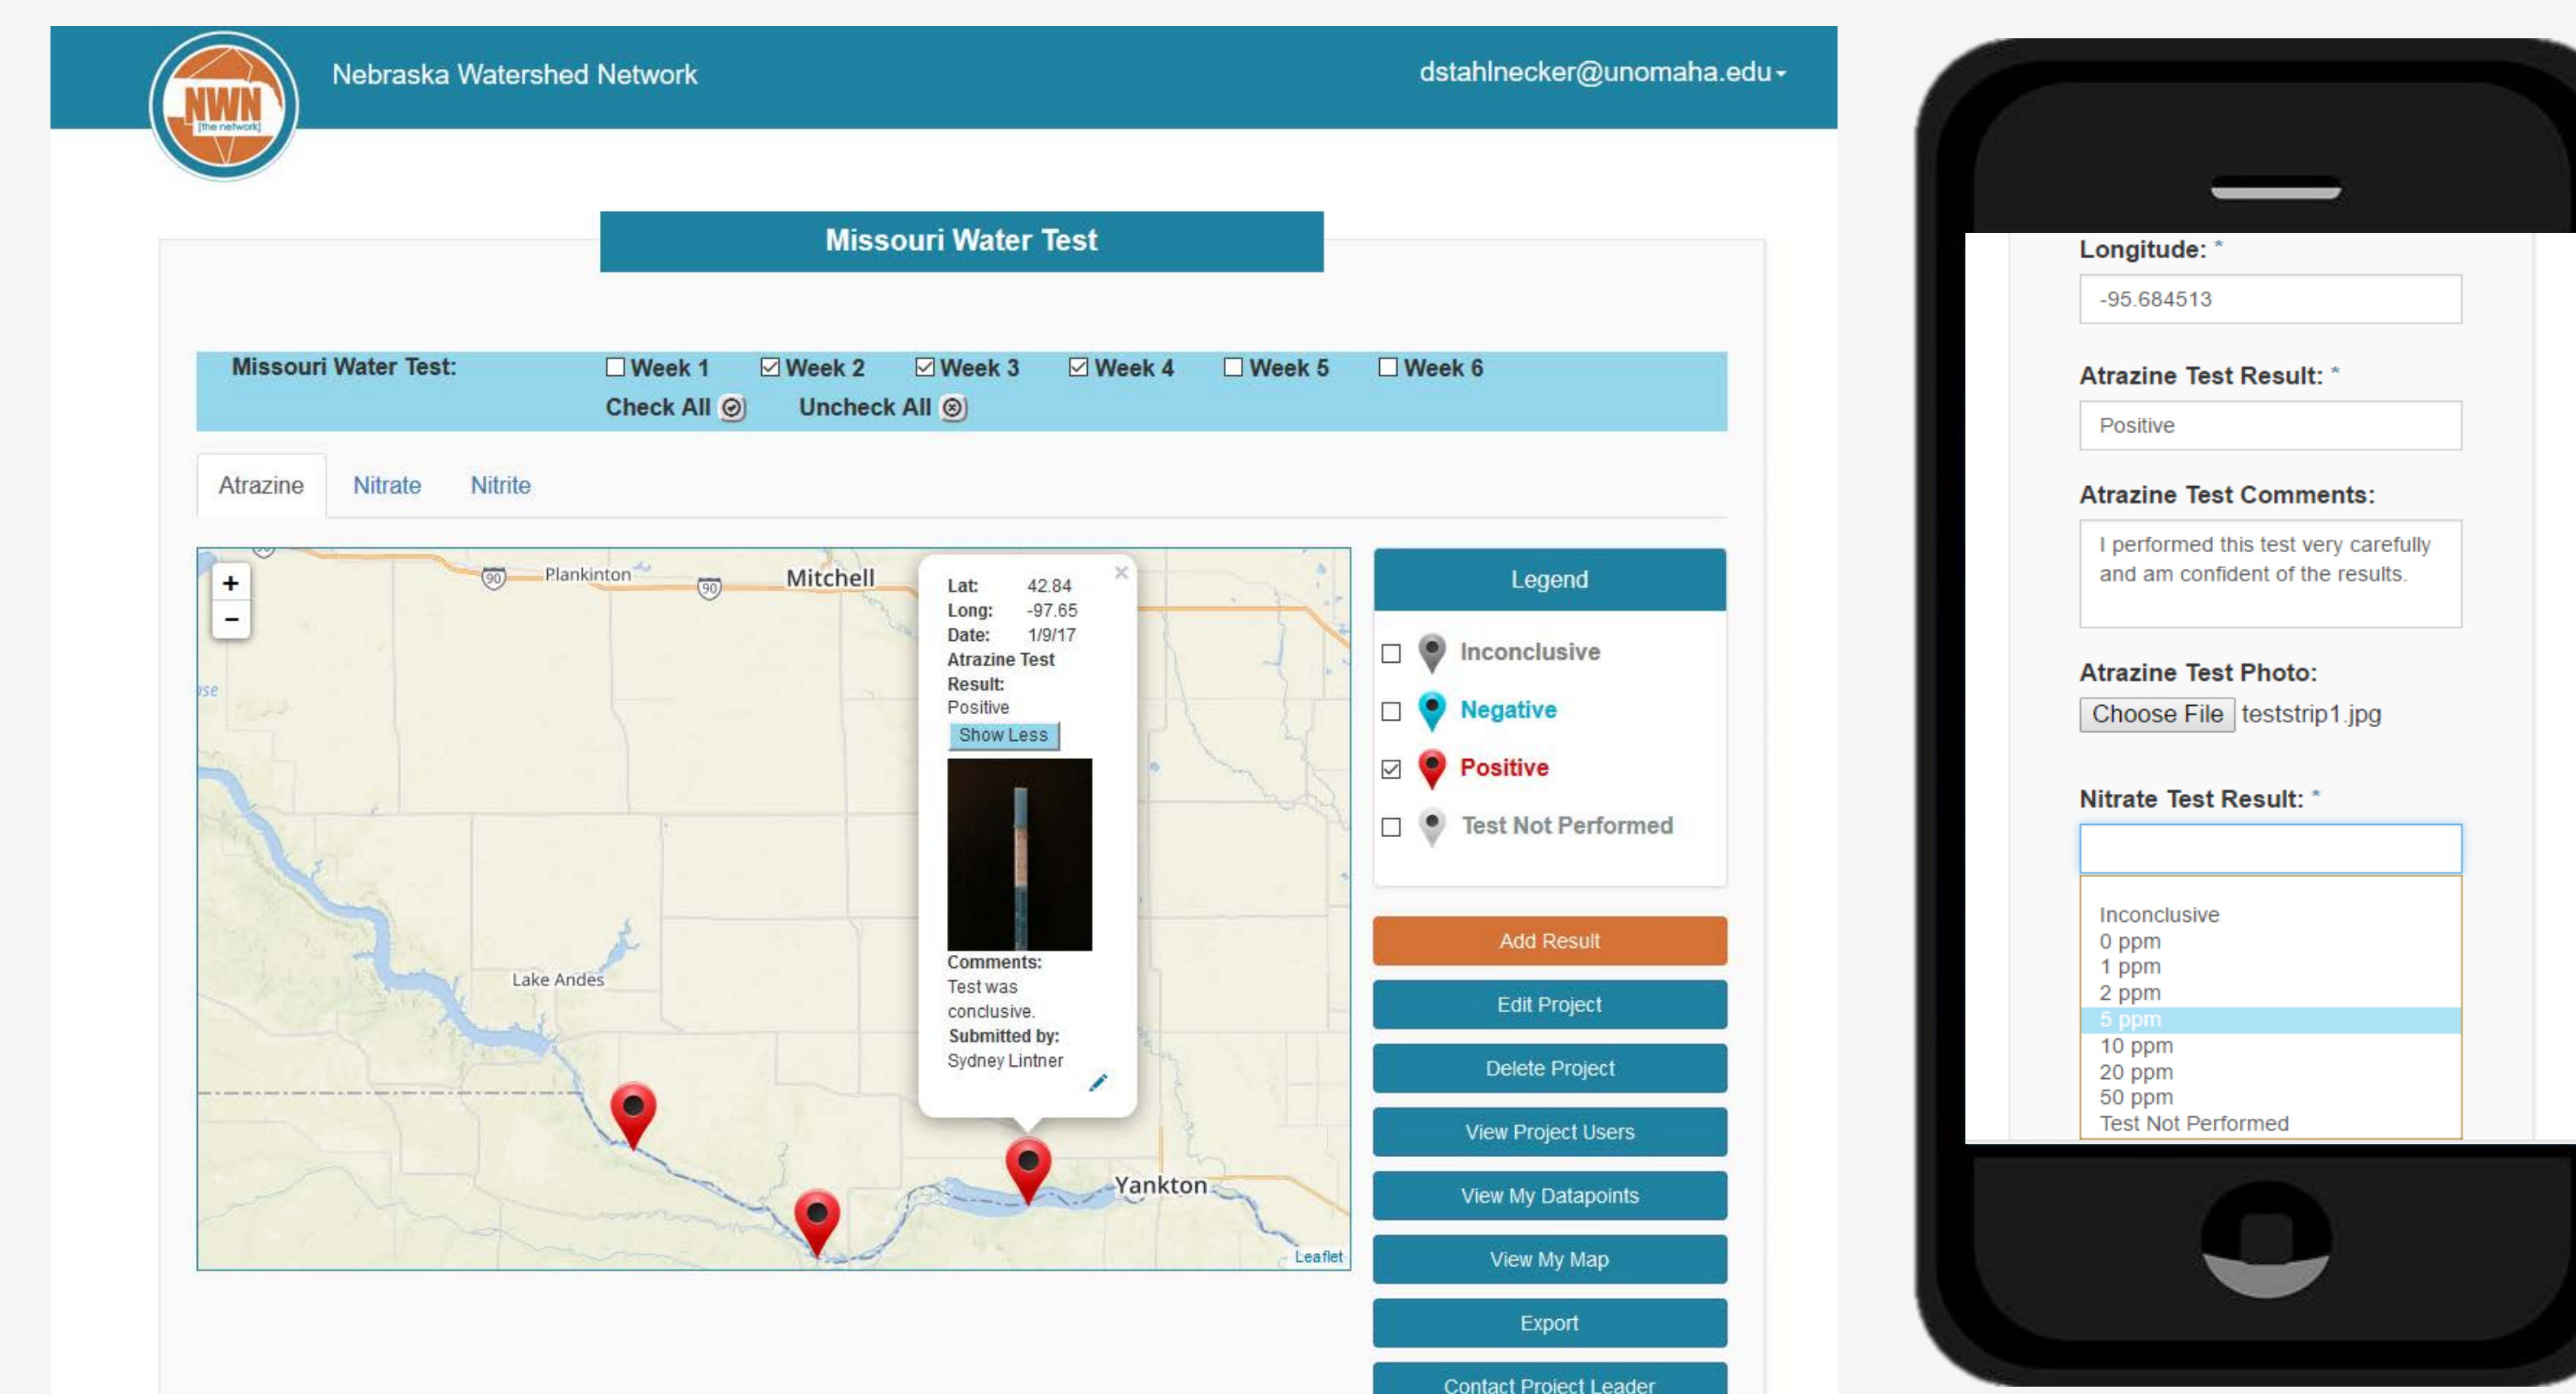 Nebraska Watershed Network
dstahlnecker@unomaha.edu
NWN
[the network]
Missouri Water Test
Missouri Water Test:
Week 1
Week 2
Week 3
Week 4
Week 5
Week 6
Check All
Uncheck All
Atrazine
Nitrate
Nitrite
+
−
90
Plankinton
90
Mitchell
Lake Andes
Yankton
Leaflet
×
Lat: 42.84
Long: -97.65
Date: 1/9/17
Atrazine Test
Result:
Positive
Show Less
Comments:
Test was
conclusive.
Submitted by:
Sydney Lintner
Legend
Inconclusive
Negative
Positive
Test Not Performed
Add Result
Edit Project
Delete Project
View Project Users
View My Datapoints
View My Map
Export
Contact Project Leader
Longitude: *
-95.684513
Atrazine Test Result: *
Positive
Atrazine Test Comments:
I performed this test very carefully
and am confident of the results.
Atrazine Test Photo:
Choose File teststrip1.jpg
Nitrate Test Result: *
Inconclusive
0 ppm
1 ppm
2 ppm
5 ppm
10 ppm
20 ppm
50 ppm
Test Not Performed